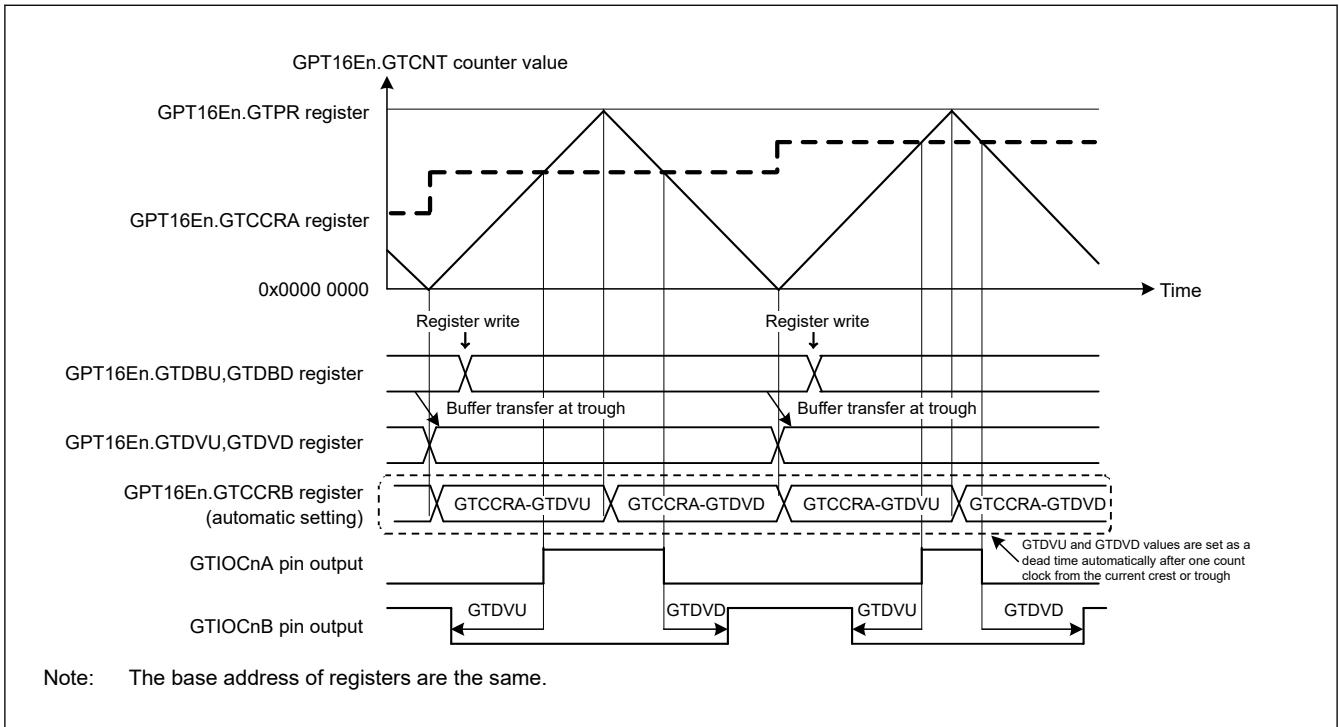 GPT16En.GTCNT counter value
GPT16En.GTPR register
GPT16En.GTCCRA register
0x0000 0000
Time
Register write
Register write
GPT16En.GTDBU,GTDBD register
Buffer transfer at trough
Buffer transfer at trough
GPT16En.GTDVU,GTDVD register
GPT16En.GTCCRB register
(automatic setting)
GTCCRA-GTDVU
GTCCRA-GTDVD
GTCCRA-GTDVU
GTCCRA-GTDVD
GTDVU and GTDVD values are set as a
dead time automatically after one count
clock from the current crest or trough
GTIOCnA pin output
GTDVU
GTDVD
GTDVU
GTDVD
GTIOCnB pin output
Note: The base address of registers are the same.